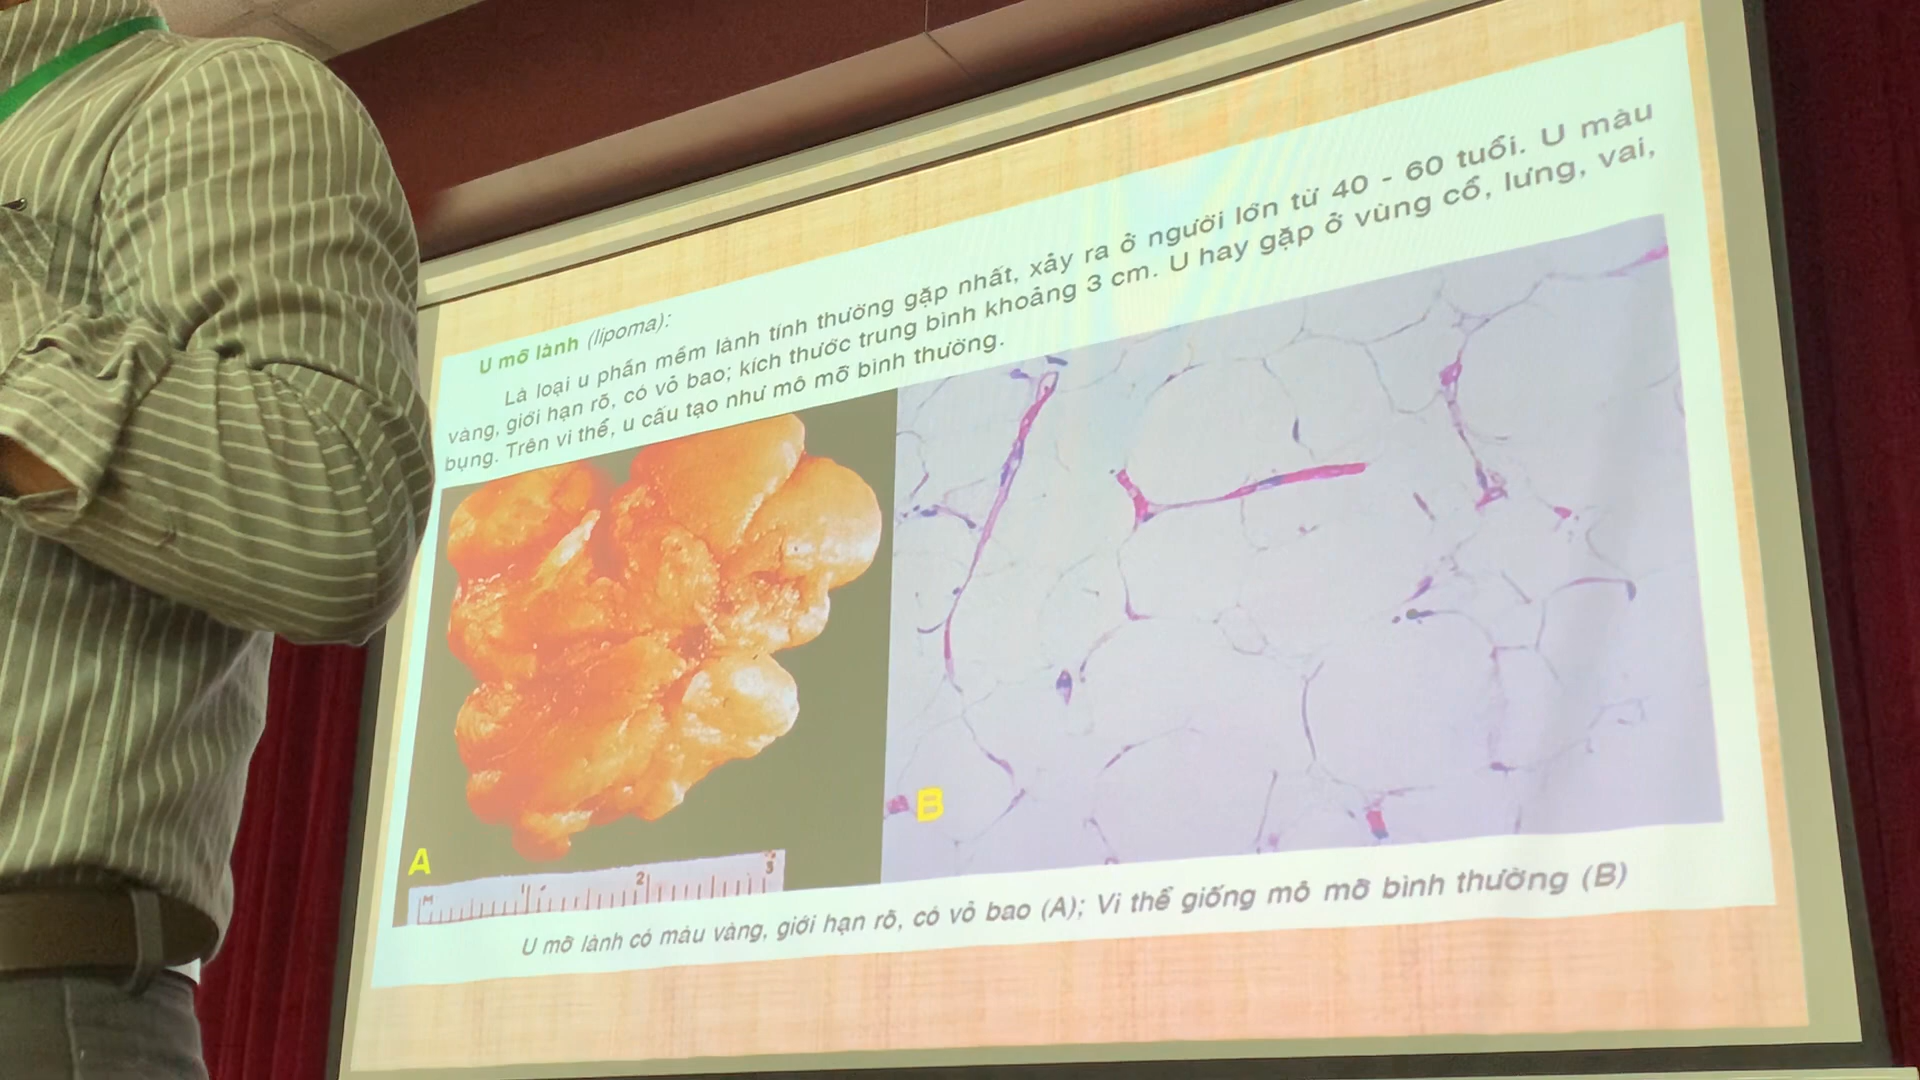 U mỡ lành (lipoma):
Là loại u phần mềm lành tính thường gặp nhất, xảy ra ở người lớn từ 40 - 60 tuổi. U màu
vàng, giới hạn rõ, có vỏ bao; kích thước trung bình khoảng 3 cm. U hay gặp ở vùng cổ, lưng, vai,
bụng. Trên vi thể, u cấu tạo như mô mỡ bình thường.
A
B
M 1 2 3
U mỡ lành có màu vàng, giới hạn rõ, có vỏ bao (A); Vi thể giống mô mỡ bình thường (B)